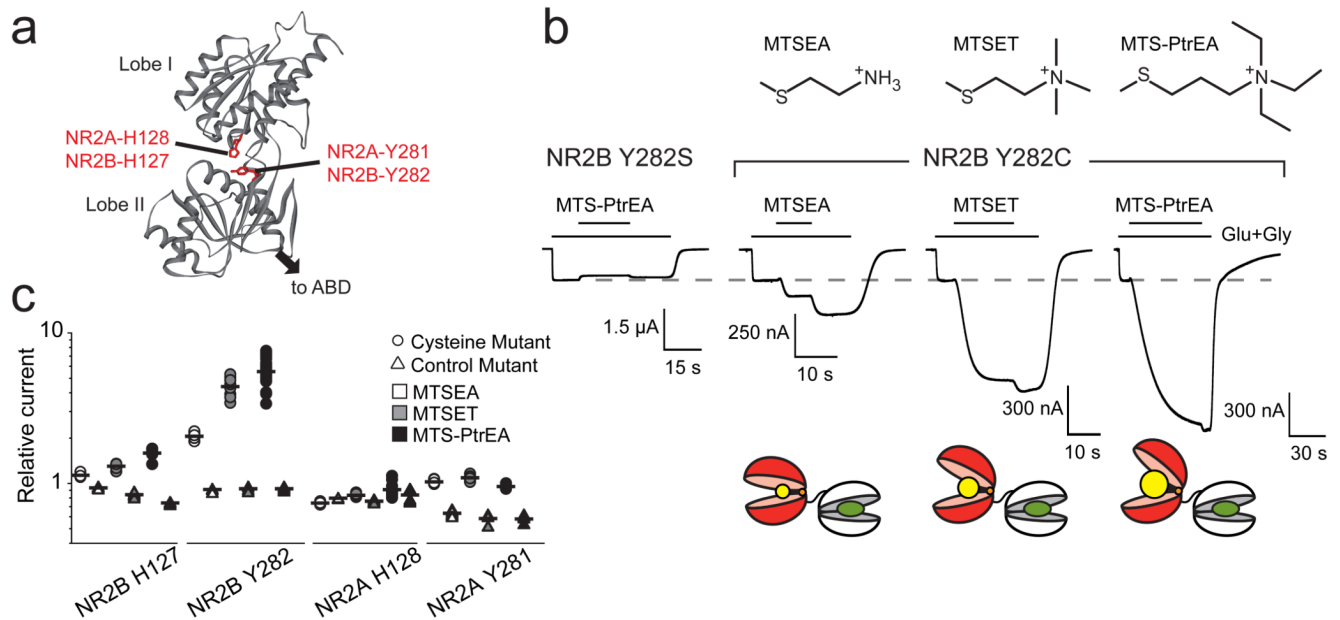 a
Lobe I
NR2A-H128
NR2B-H127
NR2A-Y281
NR2B-Y282
Lobe II
to ABD
b
MTSEA
MTSET
MTS-PtrEA
S
+NH3
S
+N
S
+N
NR2B Y282S
NR2B Y282C
MTS-PtrEA
MTSEA
MTSET
MTS-PtrEA
Glu+Gly
1.5 µA
15 s
250 nA
10 s
300 nA
10 s
300 nA
30 s
c
Relative current
10
1
Cysteine Mutant
Control Mutant
MTSEA
MTSET
MTS-PtrEA
NR2B H127
NR2B Y282
NR2A H128
NR2A Y281